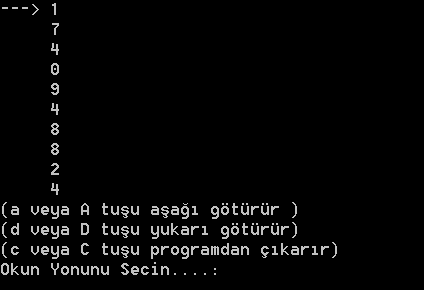 ---> 1
7
4
0
9
4
8
8
2
4
(a veya A tuşu aşağı götürür )
(d veya D tuşu yukarı götürür)
(c veya C tuşu programdan çıkarır)
Okun Yonunu Secin....: